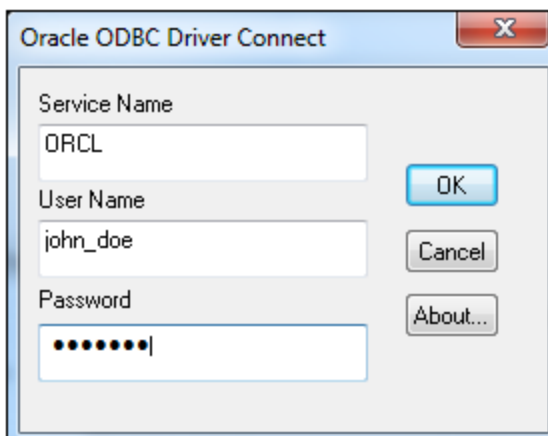 Oracle ODBC Driver Connect
Service Name
ORCL
OK
User Name
john_doe
Cancel
Password
•••••••
About...